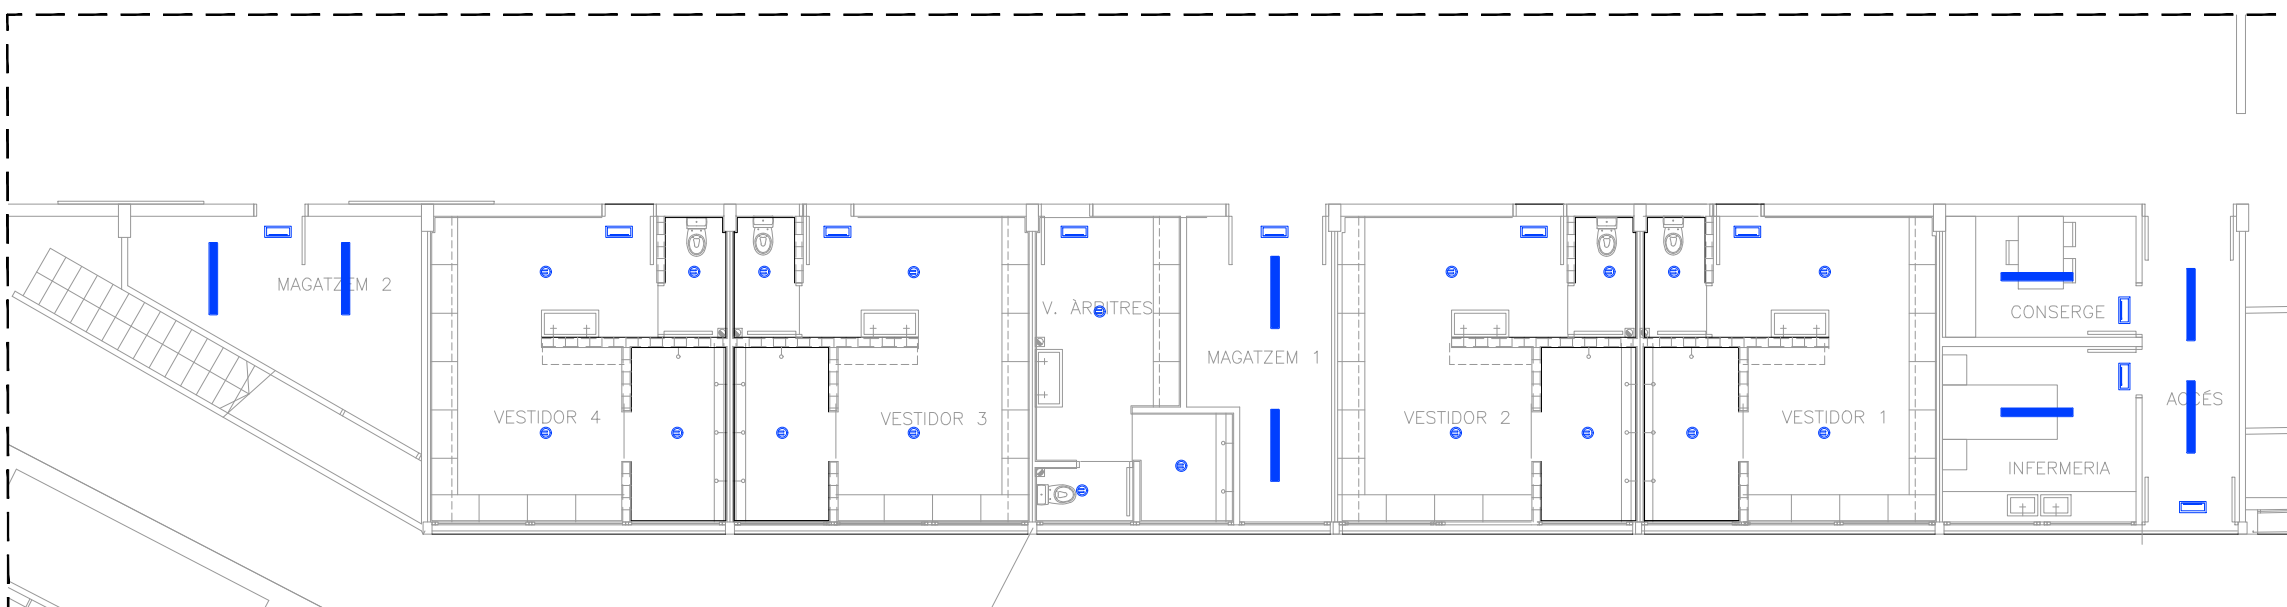 MAGATZEM 2
V. ÀRBITRES
CONSERGE
MAGATZEM 1
VESTIDOR 4
VESTIDOR 3
VESTIDOR 2
VESTIDOR 1
ACCÉS
INFERMERIA